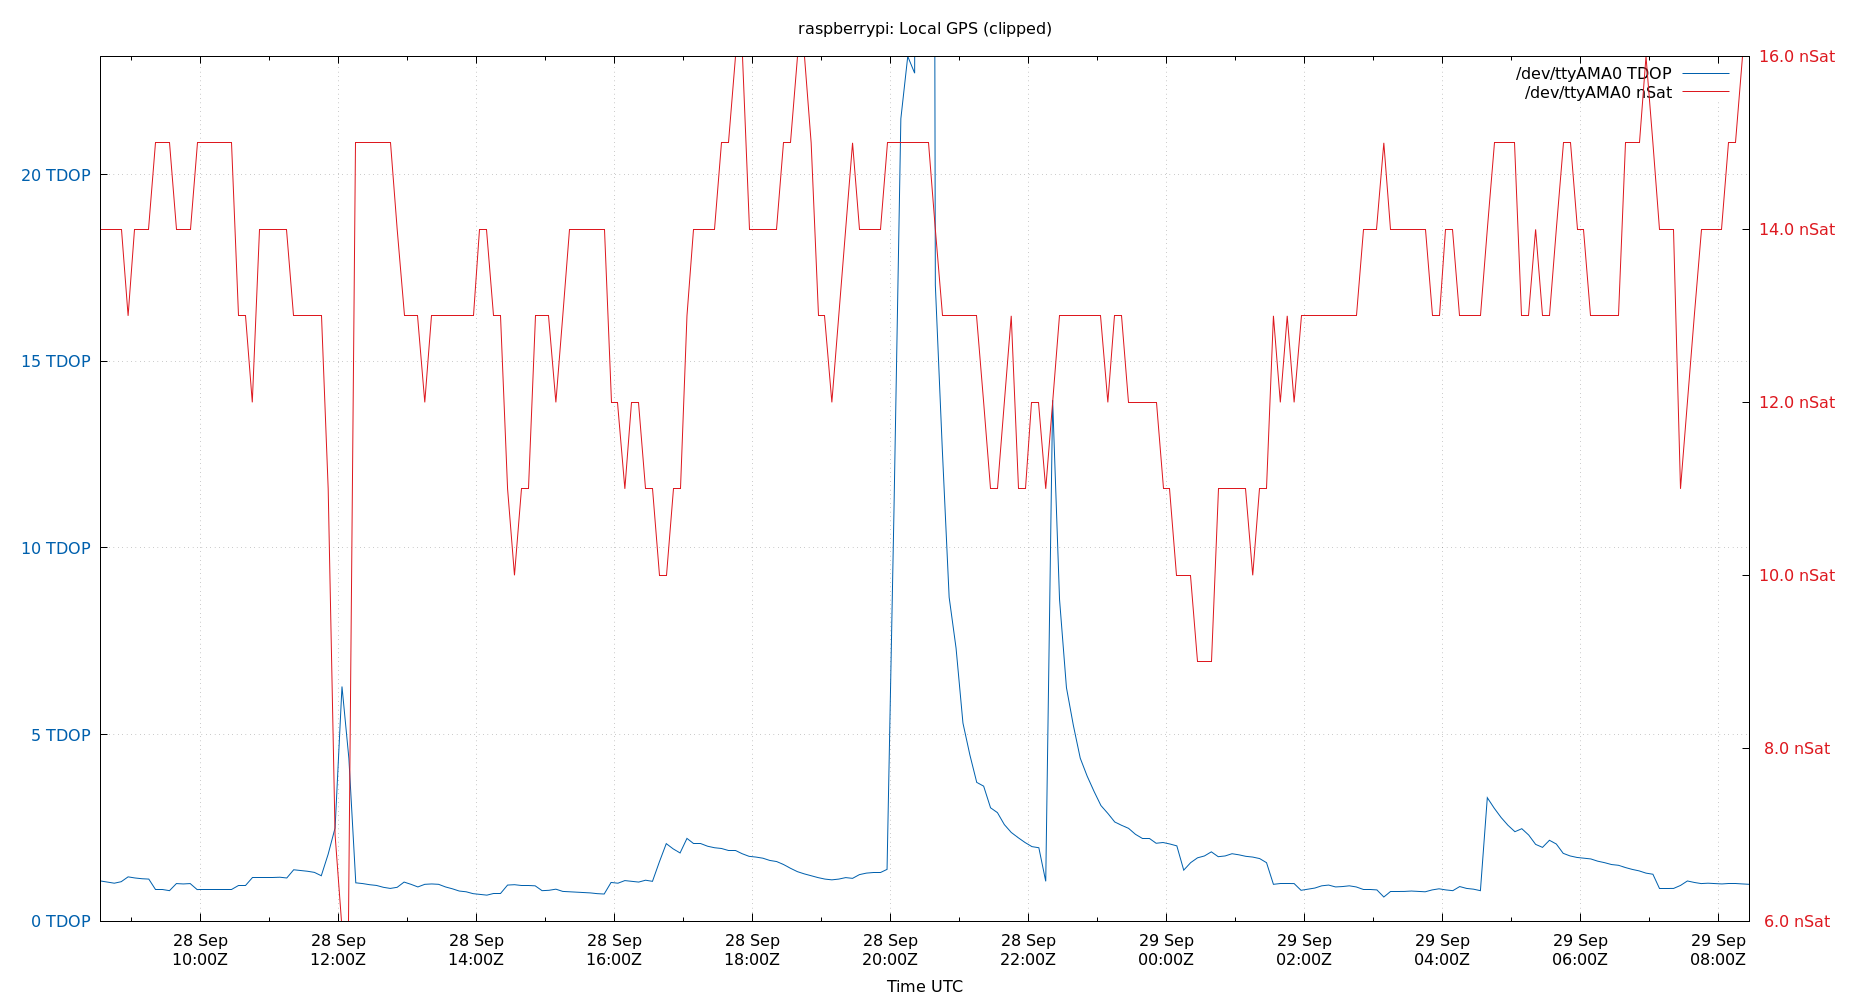 raspberrypi: Local GPS (clipped)
16.0 nSat
/dev/ttyAMA0 TDOP
/dev/ttyAMA0 nSat
20 TDOP
14.0 nSat
15 TDOP
12.0 nSat
10 TDOP
10.0 nSat
5 TDOP
8.0 nSat
0 TDOP
6.0 nSat
28 Sep 28 Sep 28 Sep 28 Sep 28 Sep 28 Sep 28 Sep 29 Sep 29 Sep 29 Sep 29 Sep 29 Sep
10:00Z 12:00Z 14:00Z 16:00Z 18:00Z 20:00Z 22:00Z 00:00Z 02:00Z 04:00Z 06:00Z 08:00Z
Time UTC